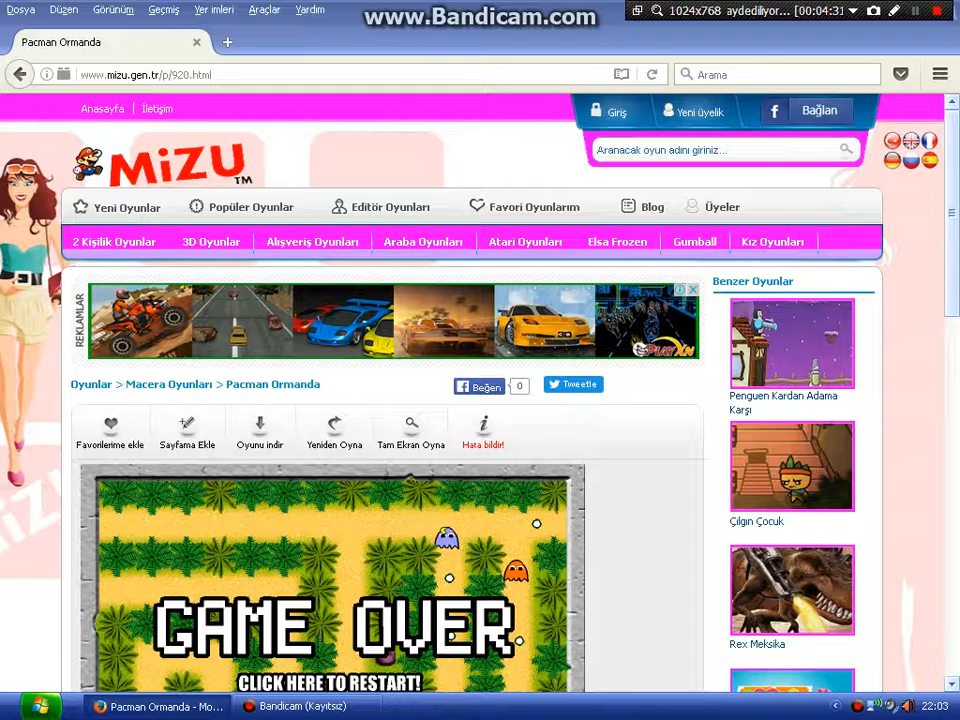 Dosya Düzen Görünüm Geçmiş Yer imleri Araçlar Yardım
www.Bandicam.com
1024x768 aydediliyor... [00:04:31]
Pacman Ormanda
www.mizu.gen.tr/p/920.html
Arama
Anasayfa İletişim
Giriş Yeni üyelik f Bağlan
Aranacak oyun adını giriniz...
MiZU TM
Yeni Oyunlar Popüler Oyunlar Editör Oyunları Favori Oyunlarım Blog Üyeler
2 Kişilik Oyunlar 3D Oyunlar Alışveriş Oyunları Araba Oyunları Atari Oyunları Elsa Frozen Gumball Kız Oyunları
REKLAMLAR
3D
PLAYXN
Benzer Oyunlar
Penguen Kardan Adama
Karşı
Oyunlar > Macera Oyunları > Pacman Ormanda
Beğen 0 Tweetle
Favorilerime ekle Sayfama Ekle Oyunu indir Yeniden Oyna Tam Ekran Oyna Hata bildir!
Çılgın Çocuk
GAME OVER
CLICK HERE TO RESTART!
Rex Meksika
MiZU
Pacman Ormanda - Mo... Bandicam (Kayıtsız) 22:03